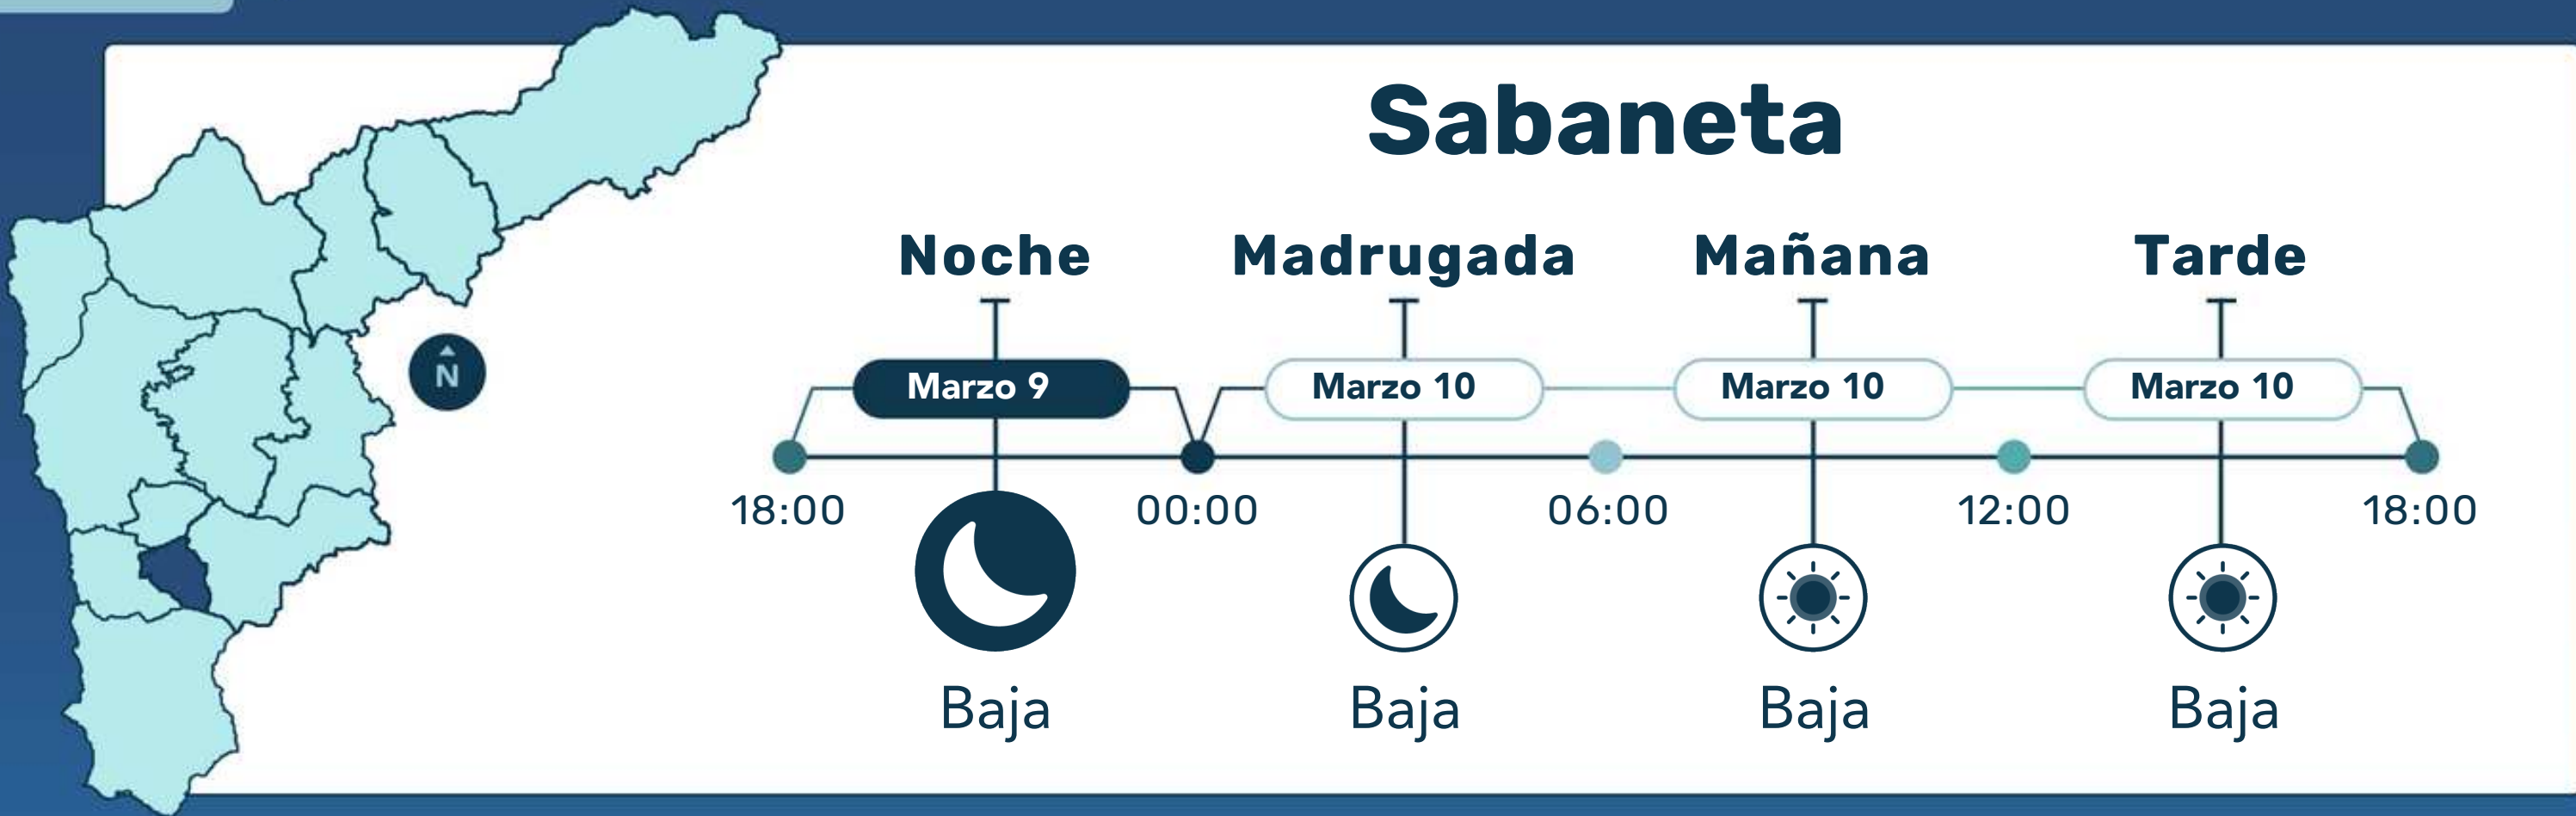 Sabaneta
Noche Madrugada Mañana Tarde
Marzo 9 Marzo 10 Marzo 10 Marzo 10
N
18:00 00:00 06:00 12:00 18:00
Baja Baja Baja Baja